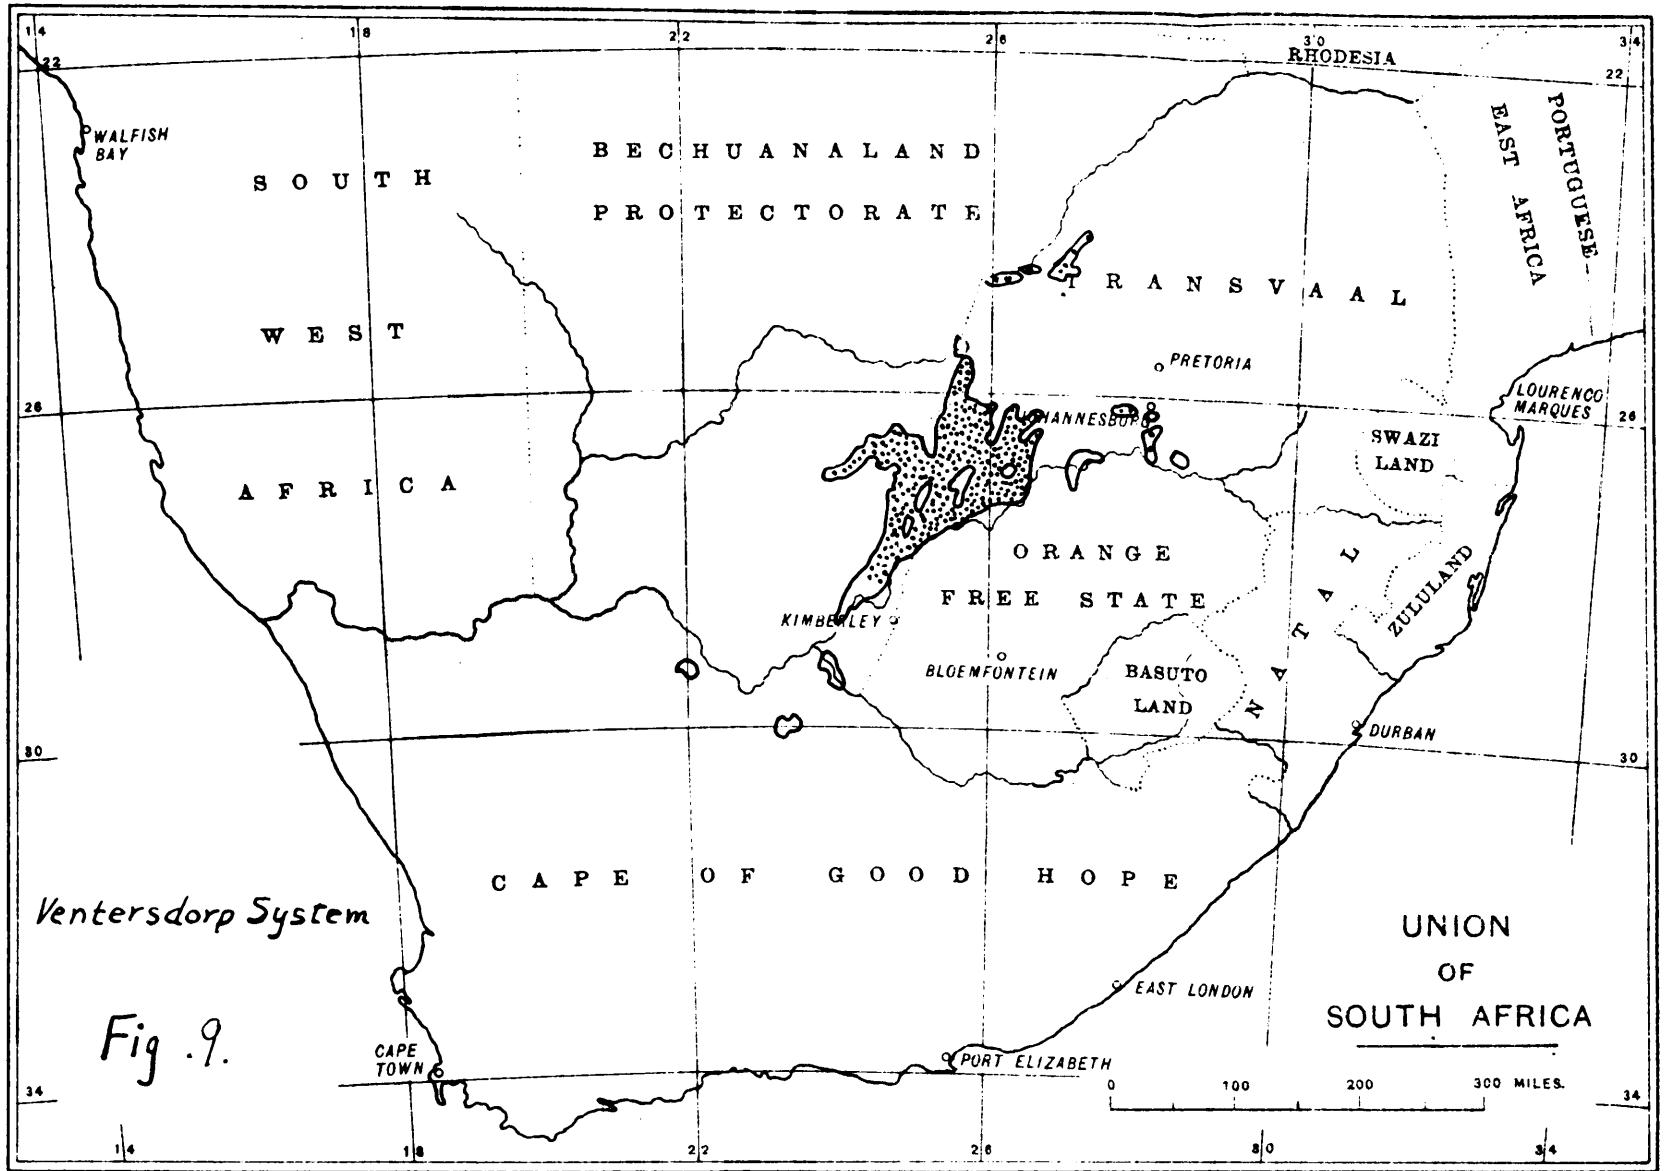 14
18
22
26
30
34
RHODESIA
22
22
WALFISH
BAY
BECHUANALAND
PROTECTORATE
SOUTH
WEST
AFRICA
PORTUGUESE
EAST AFRICA
TRANSVAAL
PRETORIA
LOURENCO
MARQUES
26
26
JOHANNESBURG
SWAZI
LAND
ORANGE
FREE STATE
NATAL
ZULULAND
KIMBERLEY
BLOEMFONTEIN
BASUTO
LAND
DURBAN
30
30
CAPE OF GOOD HOPE
Ventersdorp System
UNION
OF
SOUTH AFRICA
EAST LONDON
Fig. 9.
CAPE
TOWN
PORT ELIZABETH
0 100 200 300 MILES.
34
34
14
18
22
26
30
34